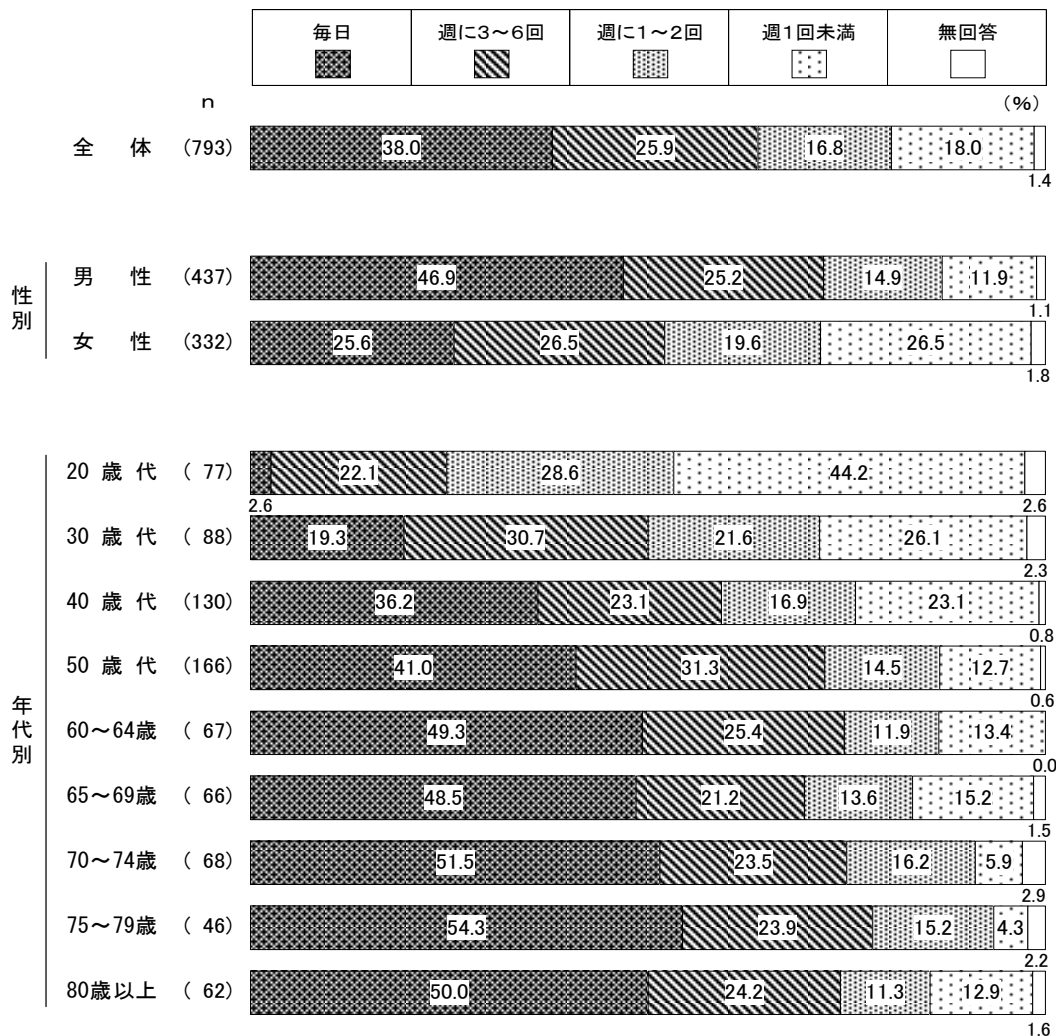 毎日 週に3～6回 週に1～2回 週1回未満 無回答
n (%)
全 体 (793) 38.0 25.9 16.8 18.0
1.4
性別
男 性 (437) 46.9 25.2 14.9 11.9
1.1
女 性 (332) 25.6 26.5 19.6 26.5
1.8
年代別
20 歳 代 ( 77) 22.1 28.6 44.2
2.6 2.6
30 歳 代 ( 88) 19.3 30.7 21.6 26.1
2.3
40 歳 代 (130) 36.2 23.1 16.9 23.1
0.8
50 歳 代 (166) 41.0 31.3 14.5 12.7
0.6
60～64歳 ( 67) 49.3 25.4 11.9 13.4
0.0
65～69歳 ( 66) 48.5 21.2 13.6 15.2
1.5
70～74歳 ( 68) 51.5 23.5 16.2 5.9
2.9
75～79歳 ( 46) 54.3 23.9 15.2 4.3
2.2
80歳以上 ( 62) 50.0 24.2 11.3 12.9
1.6